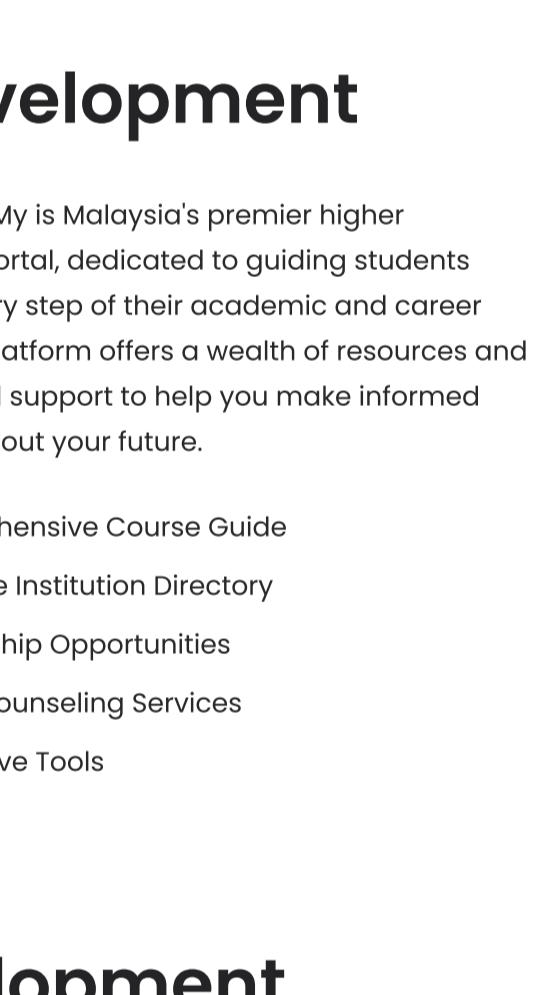 velopment
My is Malaysia's premier higher
ortal, dedicated to guiding students
ry step of their academic and career
atform offers a wealth of resources and
support to help you make informed
out your future.
hensive Course Guide
e Institution Directory
hip Opportunities
ounseling Services
ve Tools
lopment